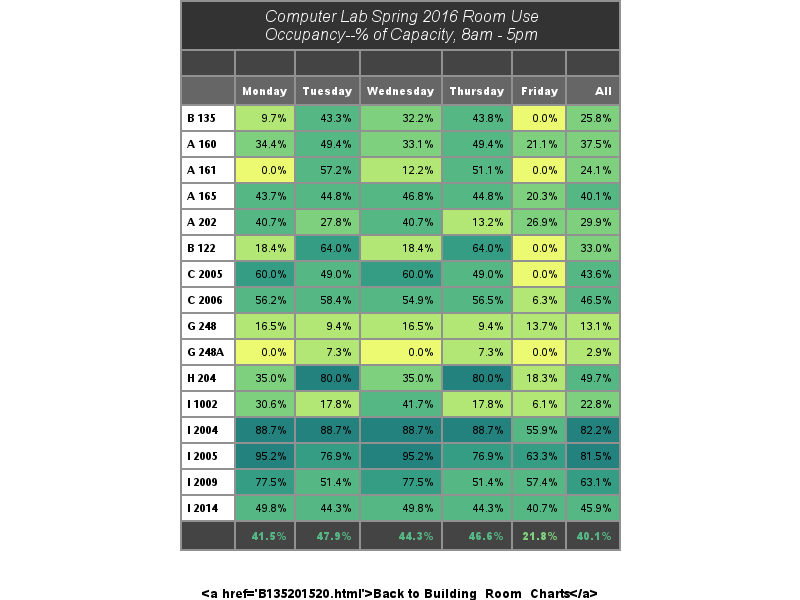 Computer Lab Spring 2016 Room Use
Occupancy--% of Capacity, 8am - 5pm
Monday Tuesday Wednesday Thursday Friday All
B 135 9.7% 43.3% 32.2% 43.8% 0.0% 25.8%
A 160 34.4% 49.4% 33.1% 49.4% 21.1% 37.5%
A 161 0.0% 57.2% 12.2% 51.1% 0.0% 24.1%
A 165 43.7% 44.8% 46.8% 44.8% 20.3% 40.1%
A 202 40.7% 27.8% 40.7% 13.2% 26.9% 29.9%
B 122 18.4% 64.0% 18.4% 64.0% 0.0% 33.0%
C 2005 60.0% 49.0% 60.0% 49.0% 0.0% 43.6%
C 2006 56.2% 58.4% 54.9% 56.5% 6.3% 46.5%
G 248 16.5% 9.4% 16.5% 9.4% 13.7% 13.1%
G 248A 0.0% 7.3% 0.0% 7.3% 0.0% 2.9%
H 204 35.0% 80.0% 35.0% 80.0% 18.3% 49.7%
I 1002 30.6% 17.8% 41.7% 17.8% 6.1% 22.8%
I 2004 88.7% 88.7% 88.7% 88.7% 55.9% 82.2%
I 2005 95.2% 76.9% 95.2% 76.9% 63.3% 81.5%
I 2009 77.5% 51.4% 77.5% 51.4% 57.4% 63.1%
I 2014 49.8% 44.3% 49.8% 44.3% 40.7% 45.9%
41.5% 47.9% 44.3% 46.6% 21.8% 40.1%
<a href='B135201520.html'>Back to Building_Room_Charts</a>